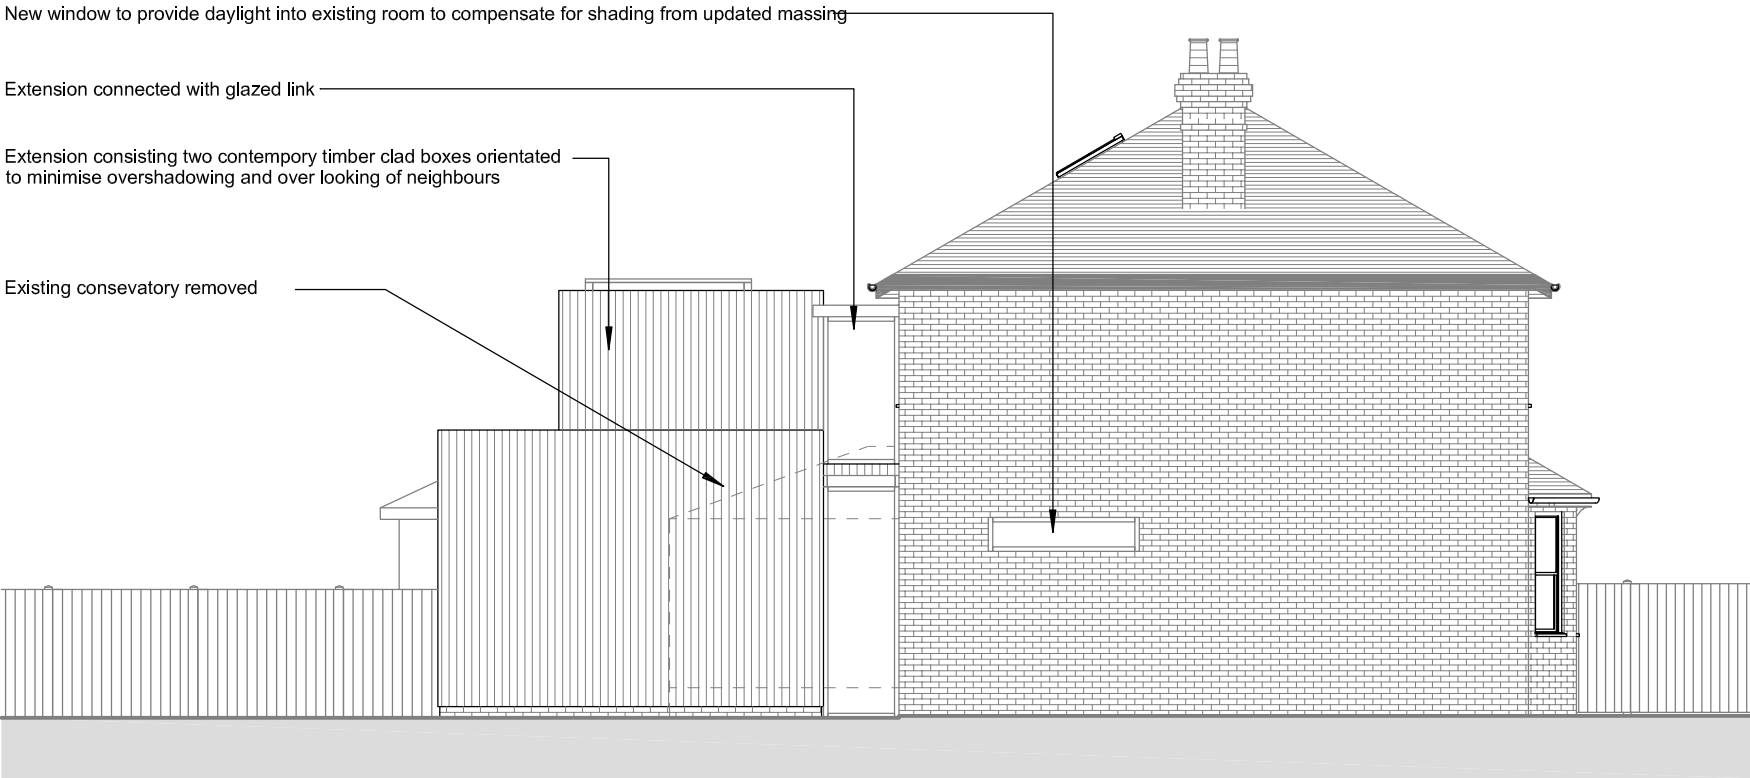 New window to provide daylight into existing room to compensate for shading from updated massing
Extension connected with glazed link
Extension consisting two contempory timber clad boxes orientated
to minimise overshadowing and over looking of neighbours
Existing consevatory removed